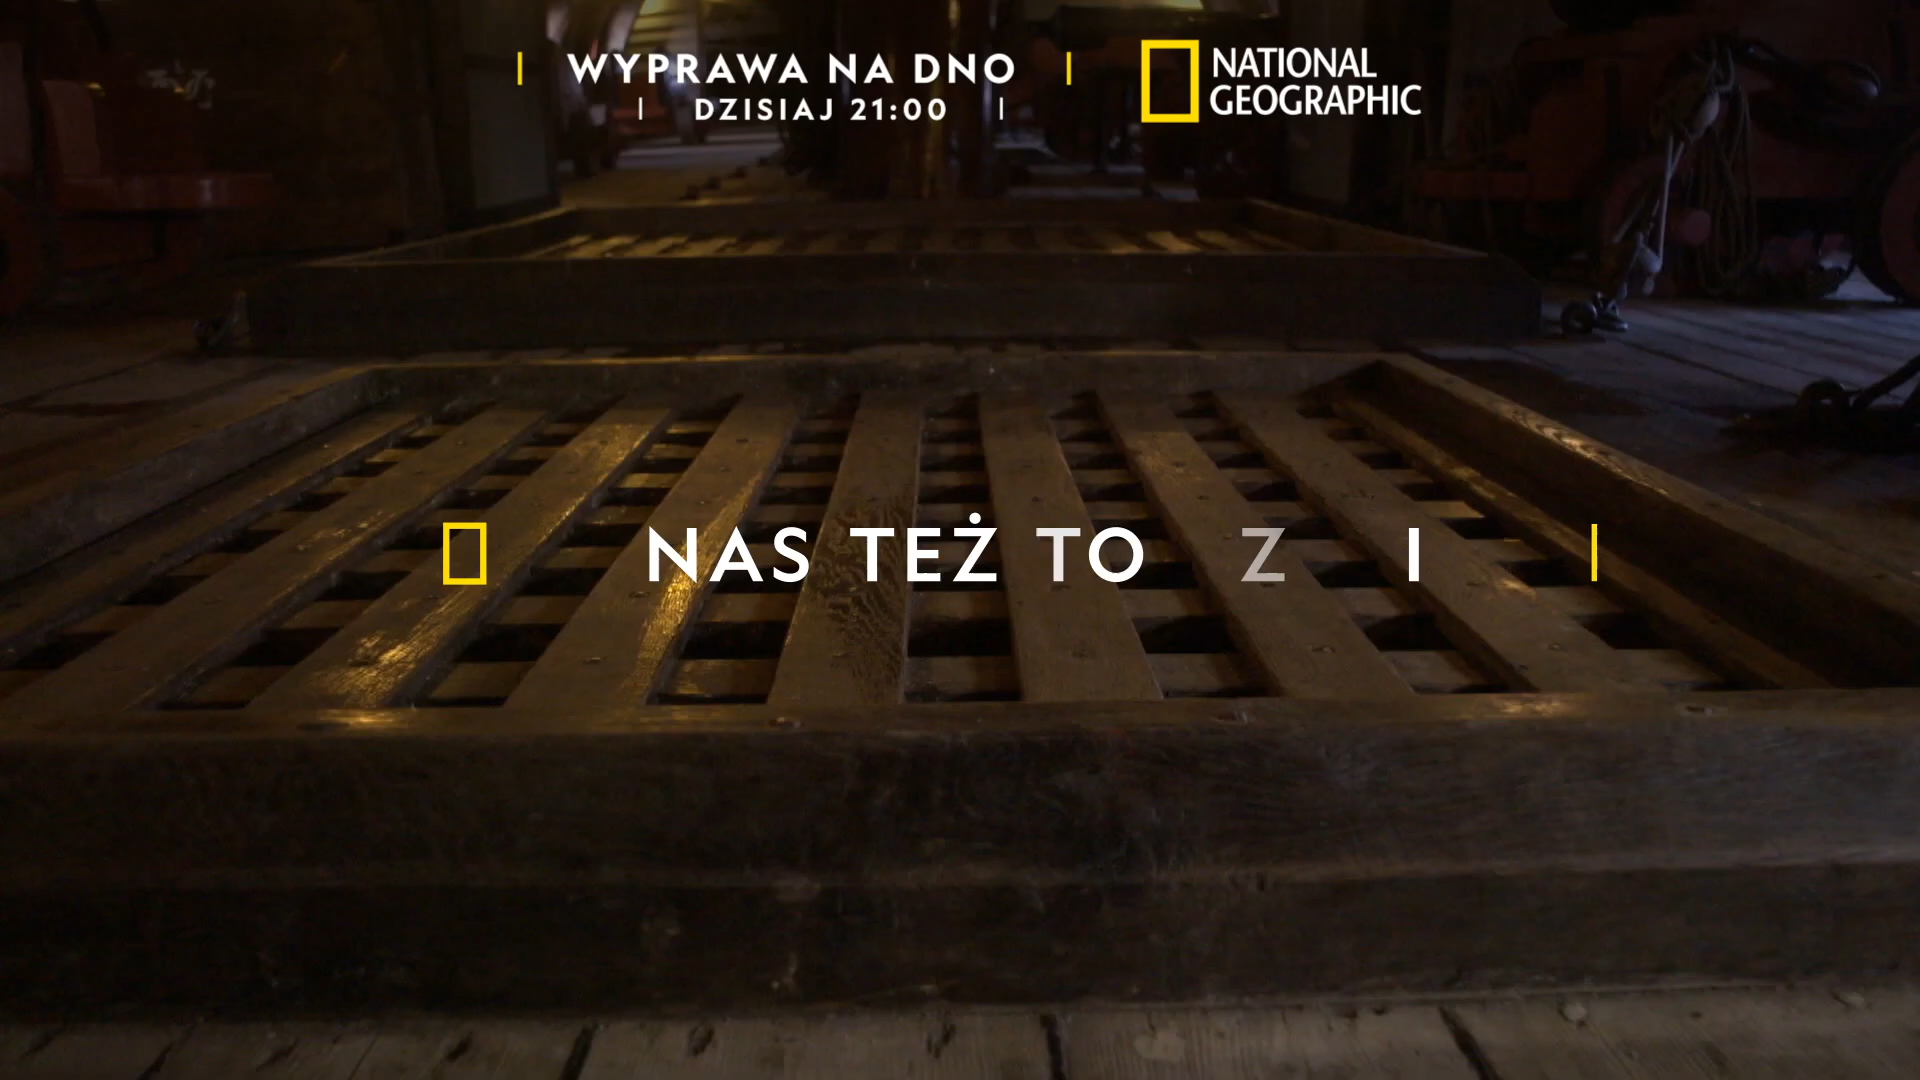 WYPRAWA NA DNO
DZISIAJ 21:00
NATIONAL
GEOGRAPHIC
NAS TEŻ TO Z I